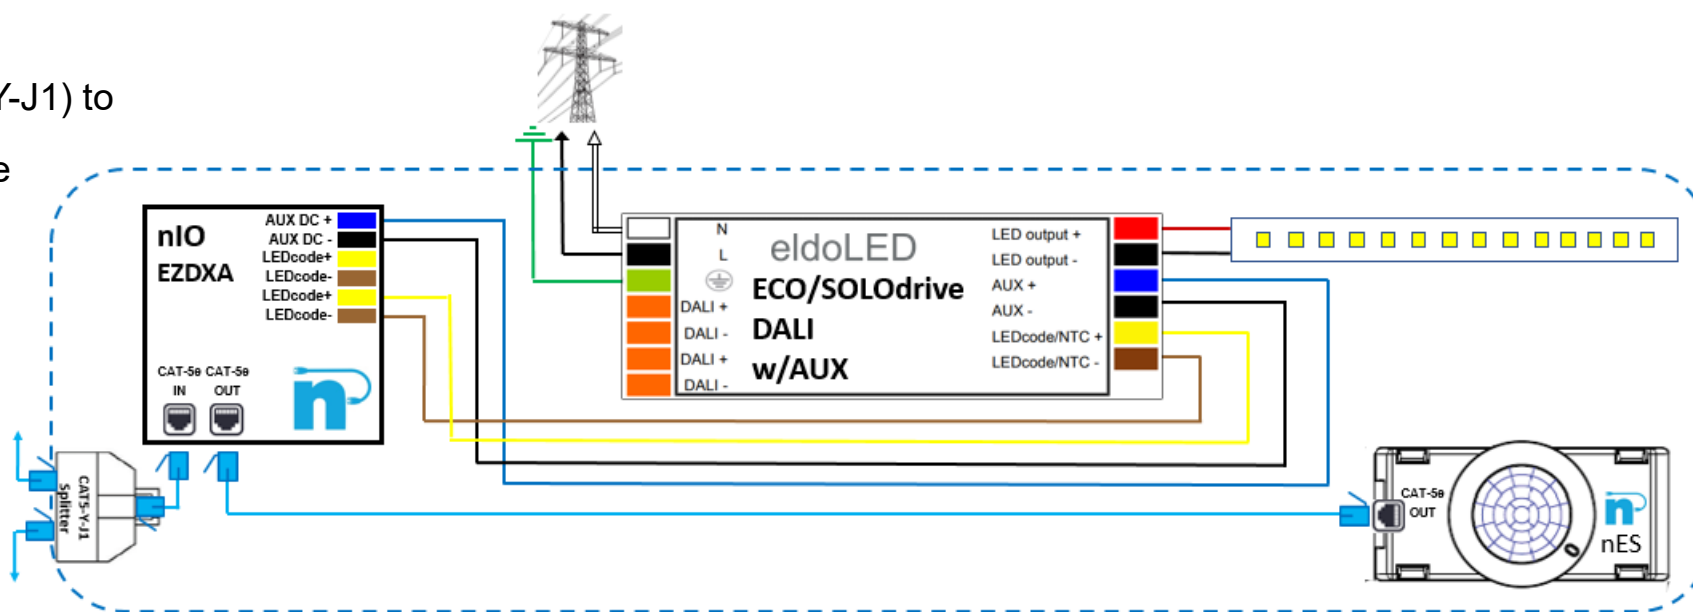 Y-J1) to
e
nIO
EZDXA
AUX DC +
AUX DC -
LEDcode+
LEDcode-
LEDcode+
LEDcode-
CAT-5e CAT-5e
IN OUT
n
CAT5-Y-J1
Splitter
N
L
DALI +
DALI -
DALI +
DALI -
eldoLED
ECO/SOLOdrive
DALI
w/AUX
LED output +
LED output -
AUX +
AUX -
LEDcode/NTC +
LEDcode/NTC -
CAT-5e
OUT
n
nES